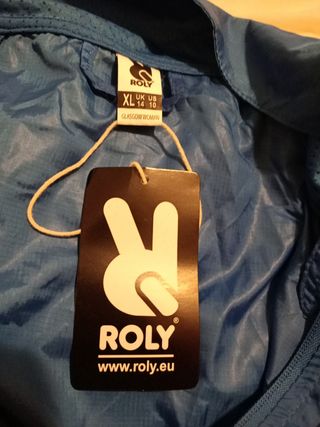 ROLY
XL UK 14 US 10
GLASGOW WOMAN
ROLY®
www.roly.eu